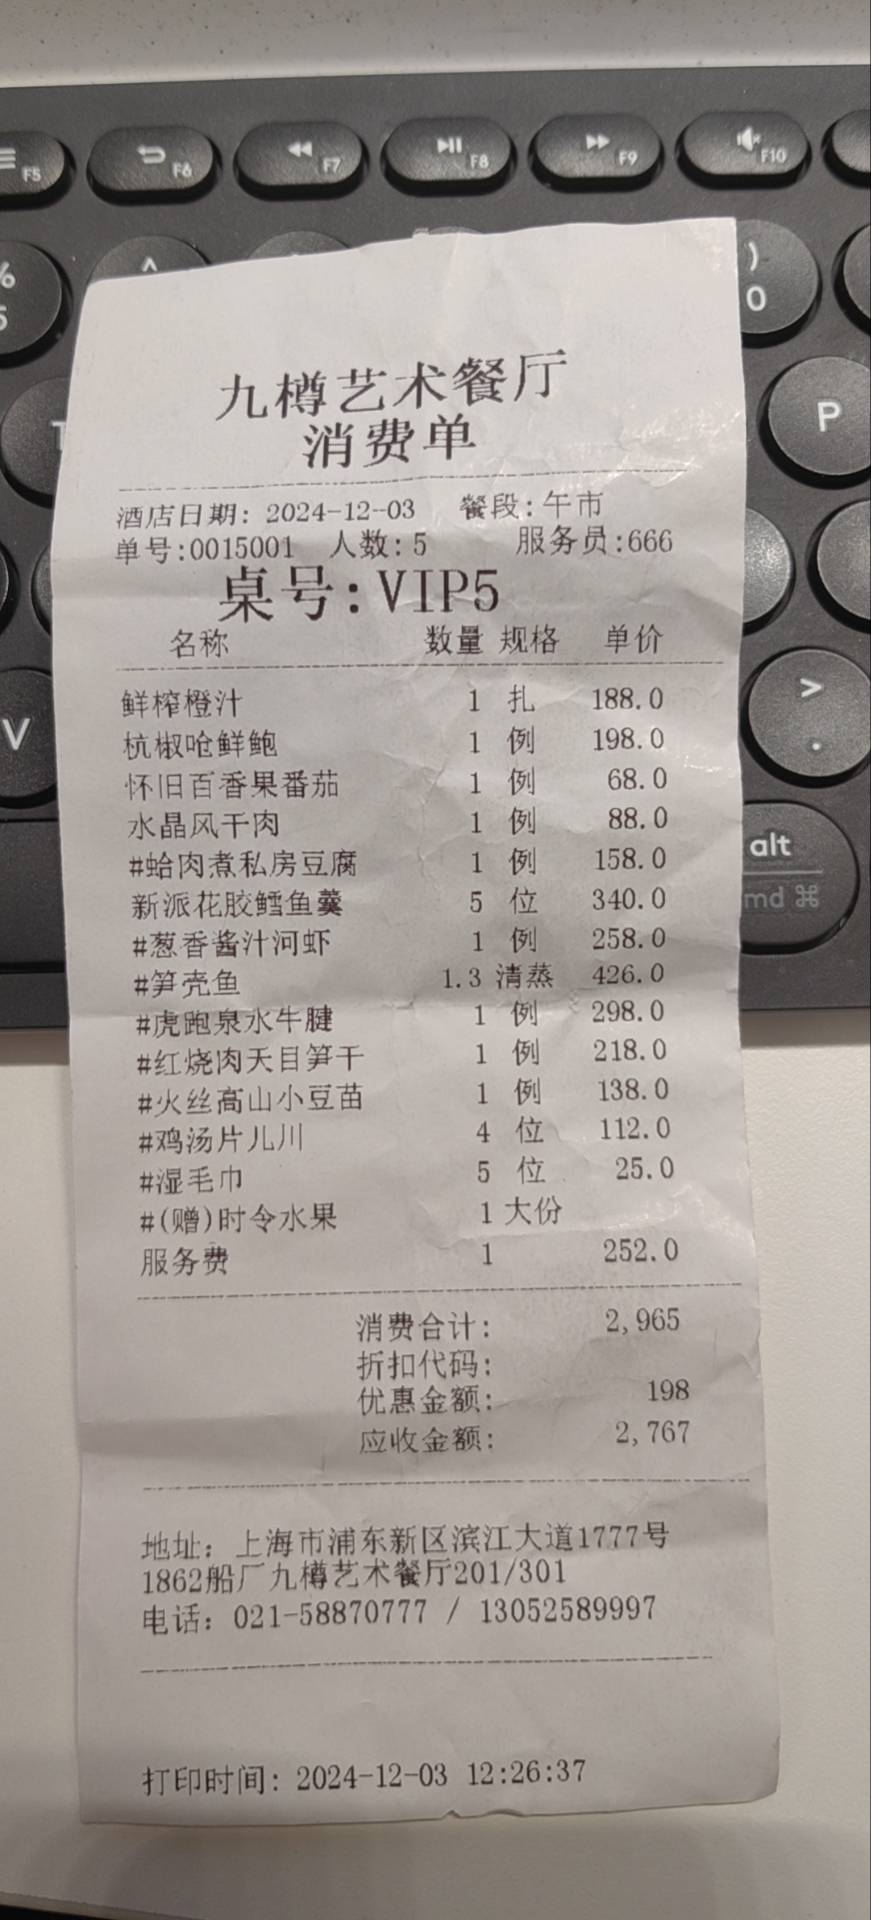 F5
F6
F7
F8
F9
F10
%
5
^
)
0
T
P
V
>
.
alt
md ⌘
九樽艺术餐厅
消费单
酒店日期: 2024-12-03 餐段:午市
单号:0015001 人数:5 服务员:666
桌号:VIP5
名称 数量 规格 单价
鲜榨橙汁 1 扎 188.0
杭椒呛鲜鲍 1 例 198.0
怀旧百香果番茄 1 例 68.0
水晶风干肉 1 例 88.0
#蛤肉煮私房豆腐 1 例 158.0
新派花胶鳕鱼羹 5 位 340.0
#葱香酱汁河虾 1 例 258.0
#笋壳鱼 1.3 清蒸 426.0
#虎跑泉水牛腱 1 例 298.0
#红烧肉天目笋干 1 例 218.0
#火丝高山小豆苗 1 例 138.0
#鸡汤片儿川 4 位 112.0
#湿毛巾 5 位 25.0
#(赠)时令水果 1 大份
服务费 1 252.0
消费合计: 2,965
折扣代码:
优惠金额: 198
应收金额: 2,767
地址: 上海市浦东新区滨江大道1777号
1862船厂九樽艺术餐厅201/301
电话: 021-58870777 / 13052589997
打印时间: 2024-12-03 12:26:37